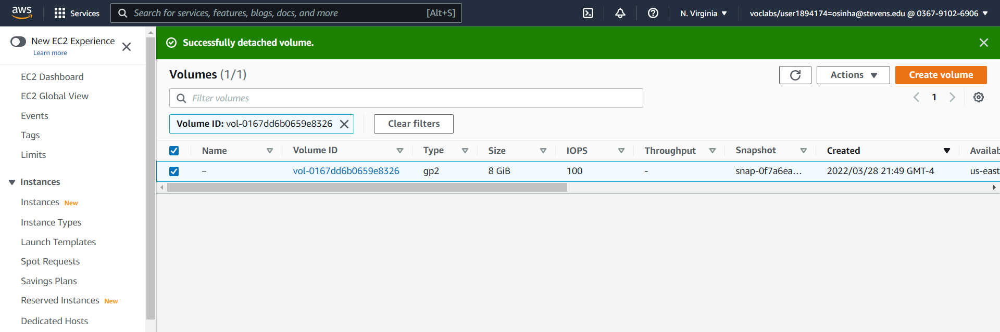 aws
Services
Search for services, features, blogs, docs, and more [Alt+S]
N. Virginia
voclabs/user1894174=osinha@stevens.edu @ 0367-9102-6906
New EC2 Experience
Learn more
EC2 Dashboard
EC2 Global View
Events
Tags
Limits
Instances
Instances New
Instance Types
Launch Templates
Spot Requests
Savings Plans
Reserved Instances New
Dedicated Hosts
Successfully detached volume.
Volumes (1/1)
Actions
Create volume
Filter volumes
1
Volume ID: vol-0167dd6b0659e8326
Clear filters
Name Volume ID Type Size IOPS Throughput Snapshot Created Availab
– vol-0167dd6b0659e8326 gp2 8 GiB 100 - snap-0f7a6ea... 2022/03/28 21:49 GMT-4 us-east